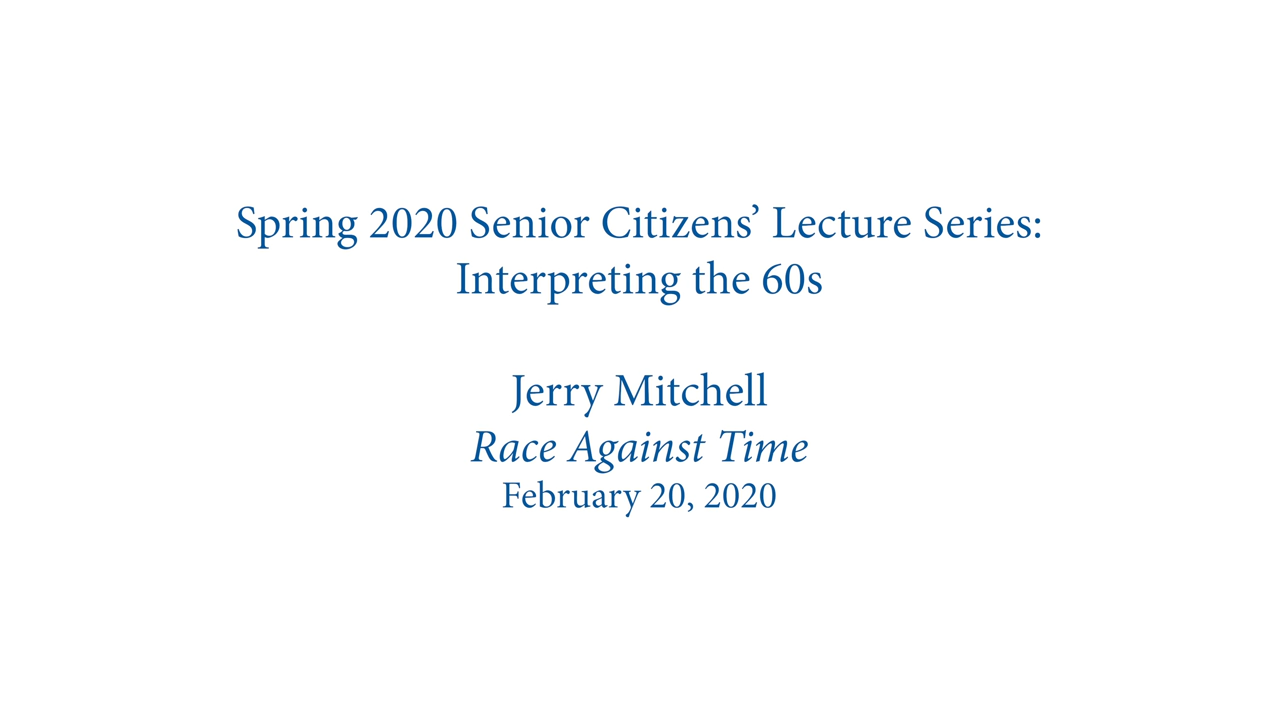 Spring 2020 Senior Citizens’ Lecture Series:
Interpreting the 60s
Jerry Mitchell
Race Against Time
February 20, 2020